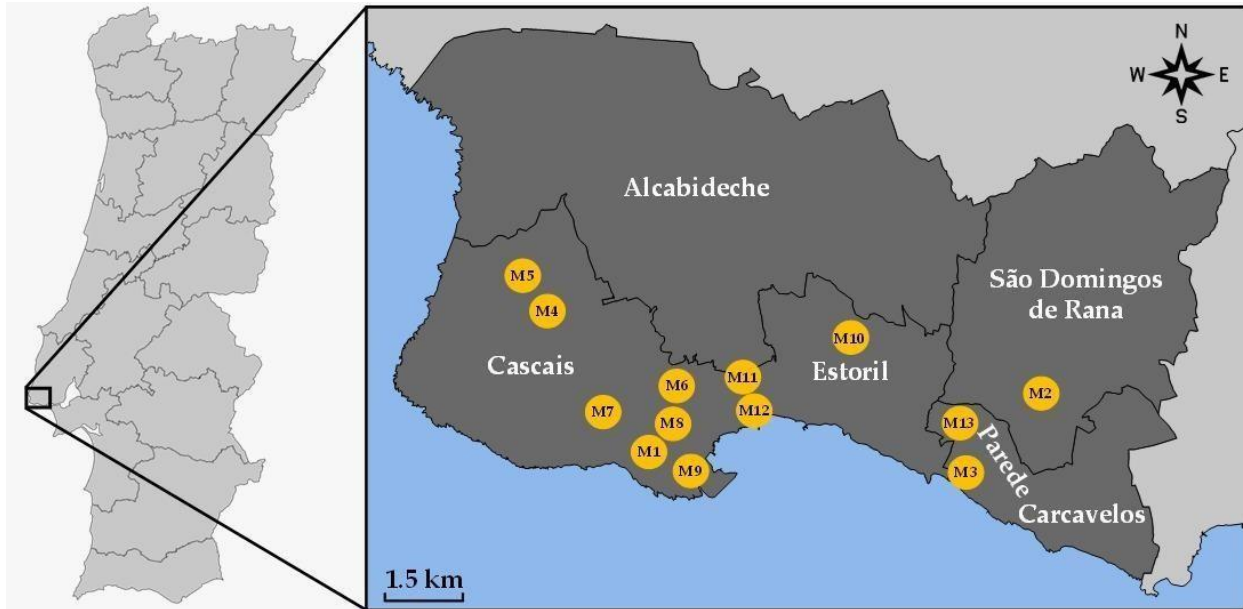 N
W E
S
Alcabideche
São Domingos
de Rana
M5
M4
M10
Cascais
Estoril
M11
M6
M2
M7
M12
M8
M13
Parede
M1
M9
M3
Carcavelos
1.5 km